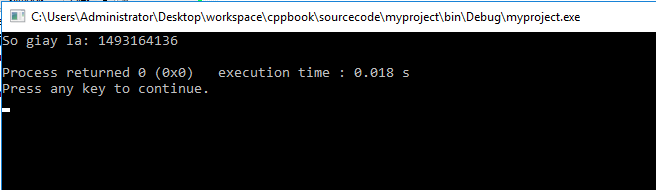 C:\Users\Administrator\Desktop\workspace\cppbook\sourcecode\myproject\bin\Debug\myproject.exe
So giay la: 1493164136
Process returned 0 (0x0)   execution time : 0.018 s
Press any key to continue.